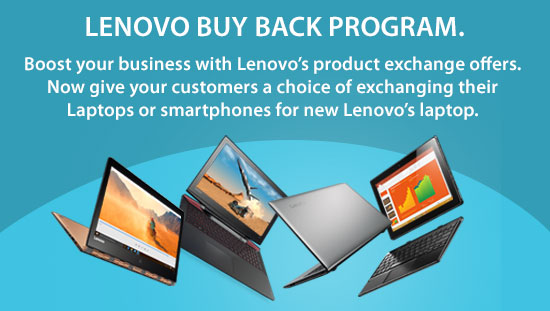 LENOVO BUY BACK PROGRAM.
Boost your business with Lenovo's product exchange offers.
Now give your customers a choice of exchanging their
Laptops or smartphones for new Lenovo's laptop.